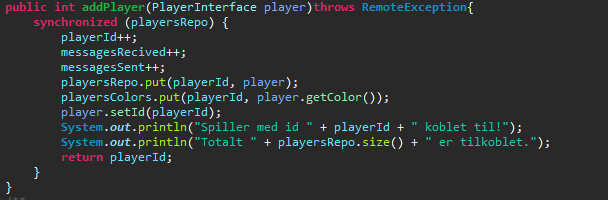 public int addPlayer(PlayerInterface player)throws RemoteException{
synchronized (playersRepo) {
playerId++;
messagesRecived++;
messagesSent++;
playersRepo.put(playerId, player);
playersColors.put(playerId, player.getColor());
player.setId(playerId);
System.out.println("Spiller med id " + playerId + " koblet til!");
System.out.println("Totalt " + playersRepo.size() + " er tilkoblet.");
return playerId;
}
}